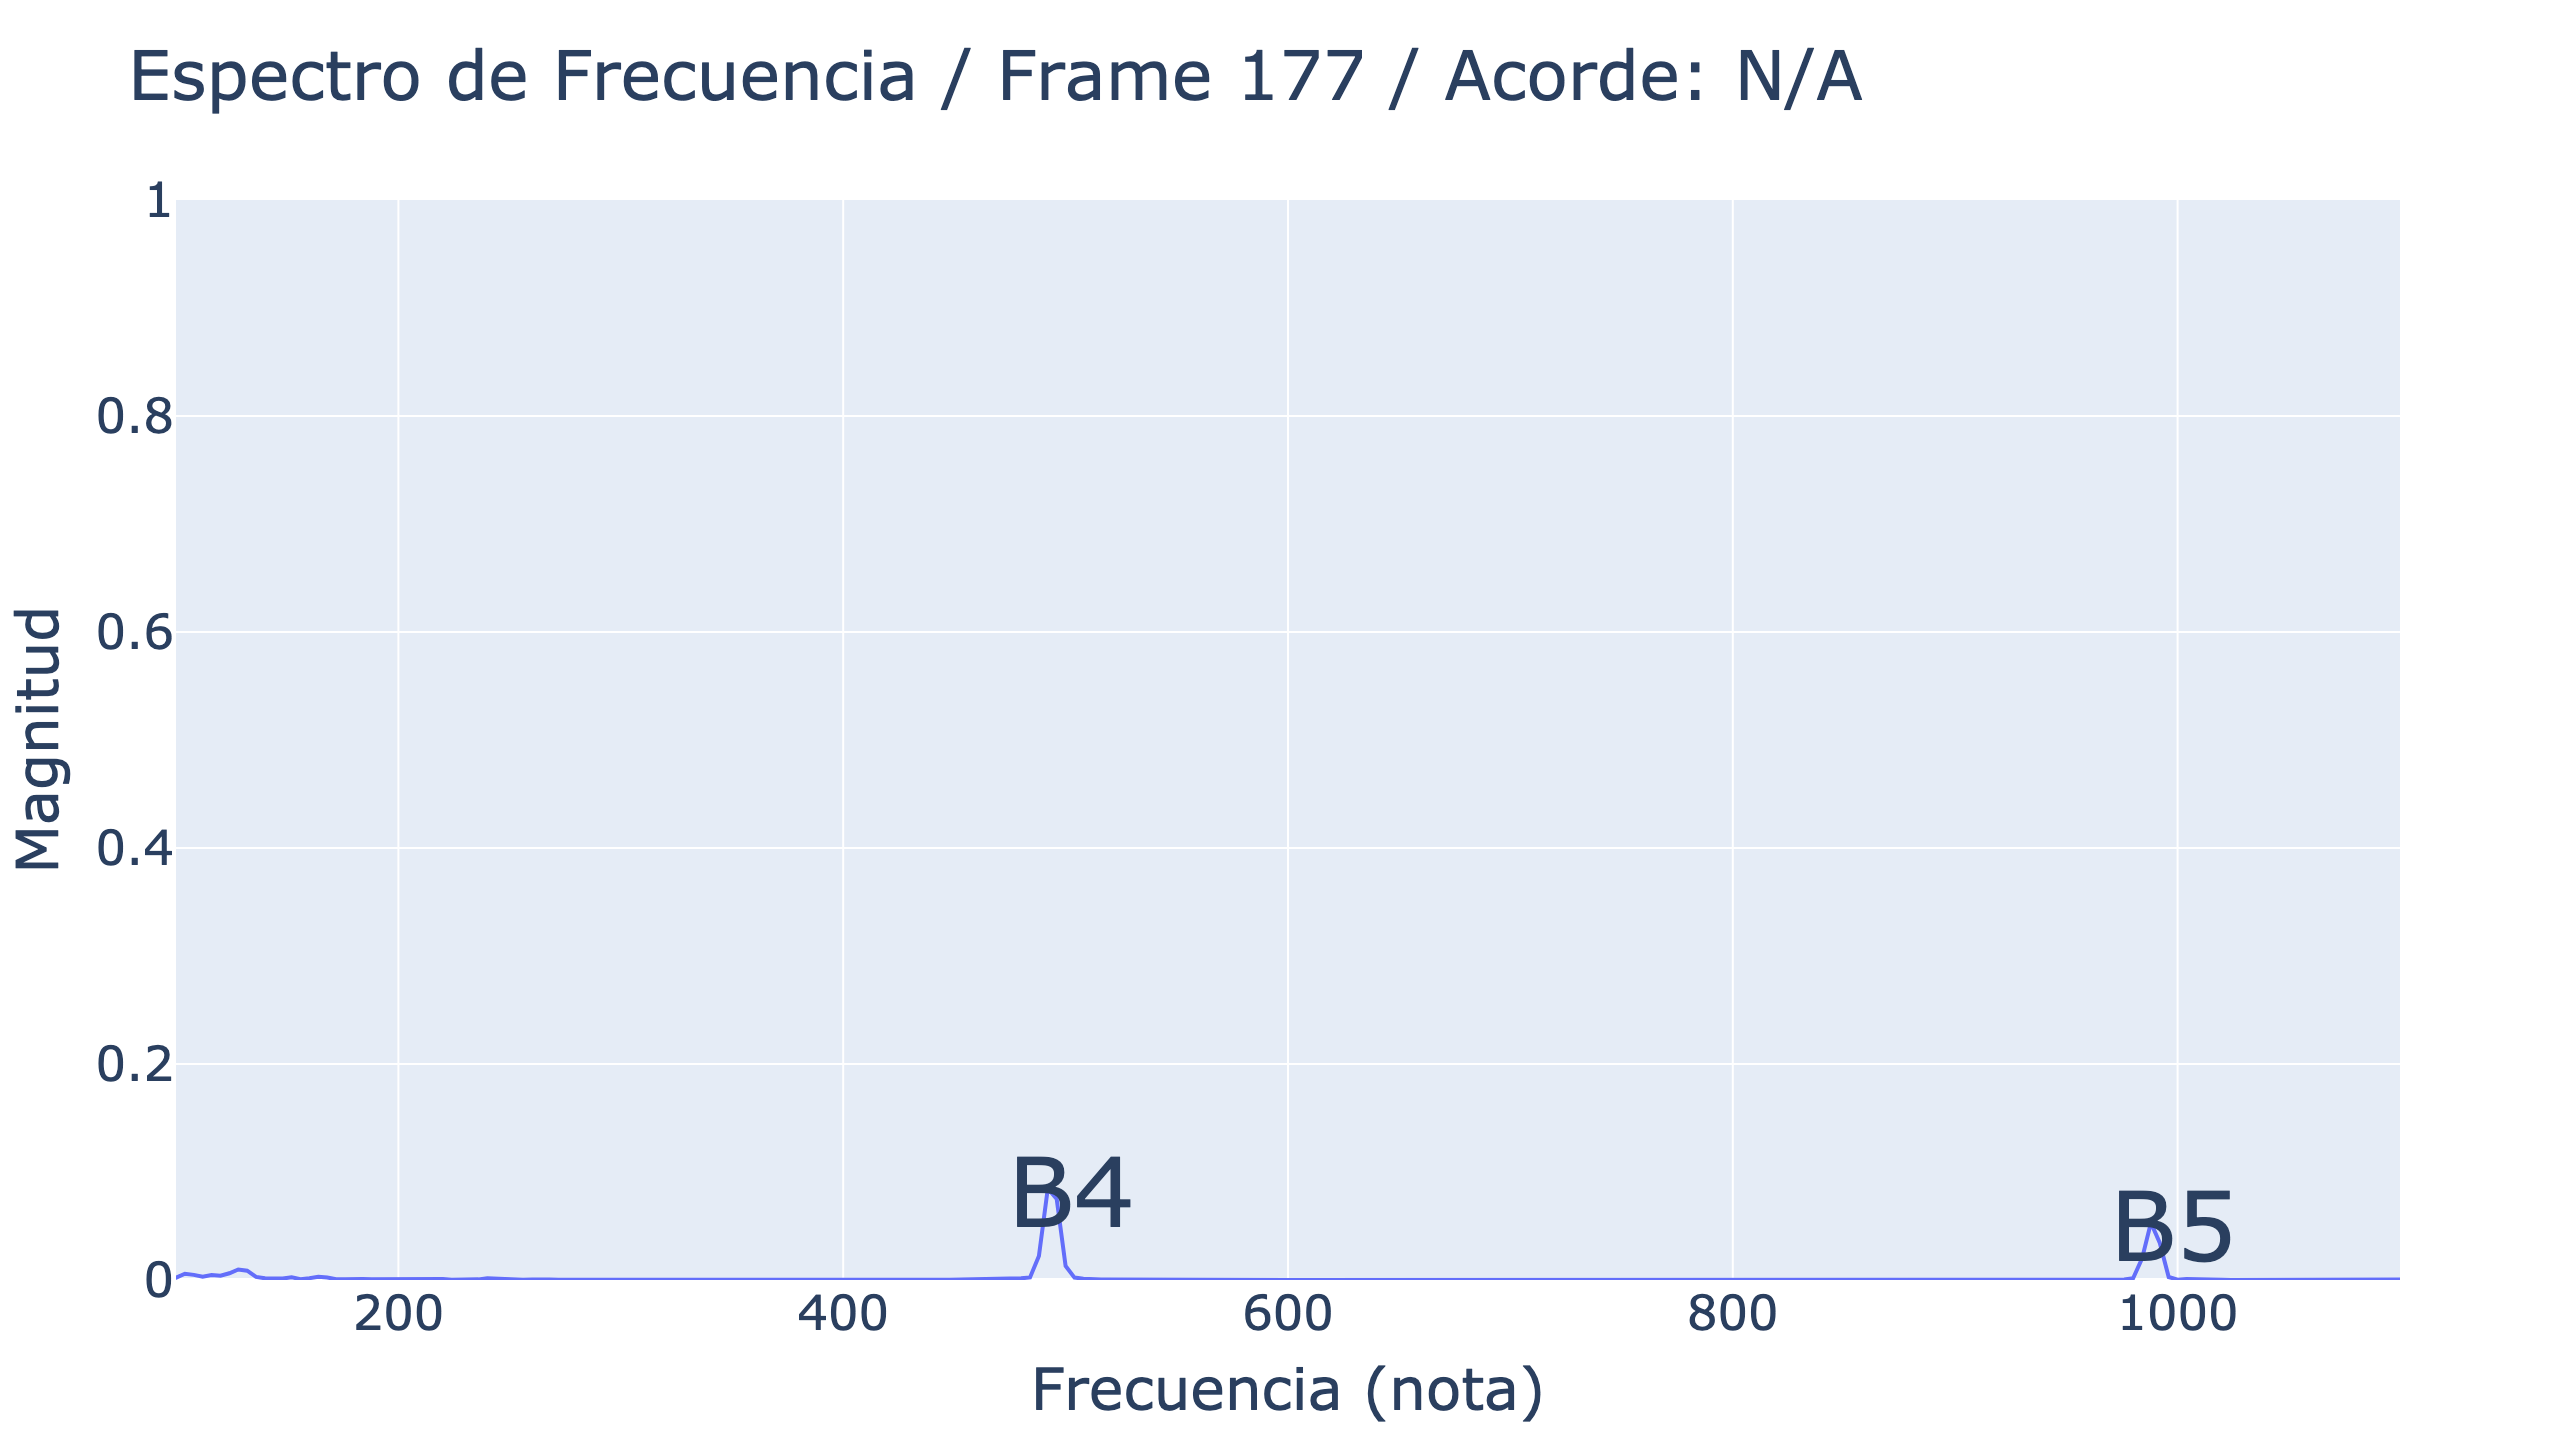 Espectro de Frecuencia / Frame 177 / Acorde: N/A
1
0.8
0.6
0.4
0.2
0
Magnitud
B4
B5
200
400
600
800
1000
Frecuencia (nota)